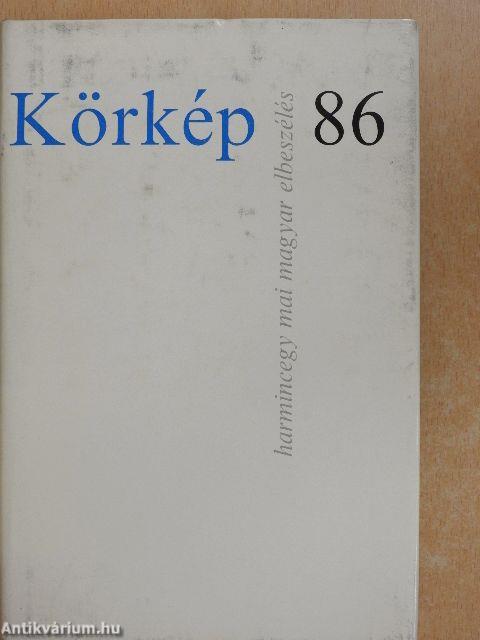 Körkép 86
harmincegy mai magyar elbeszélés
Antikvárium.hu